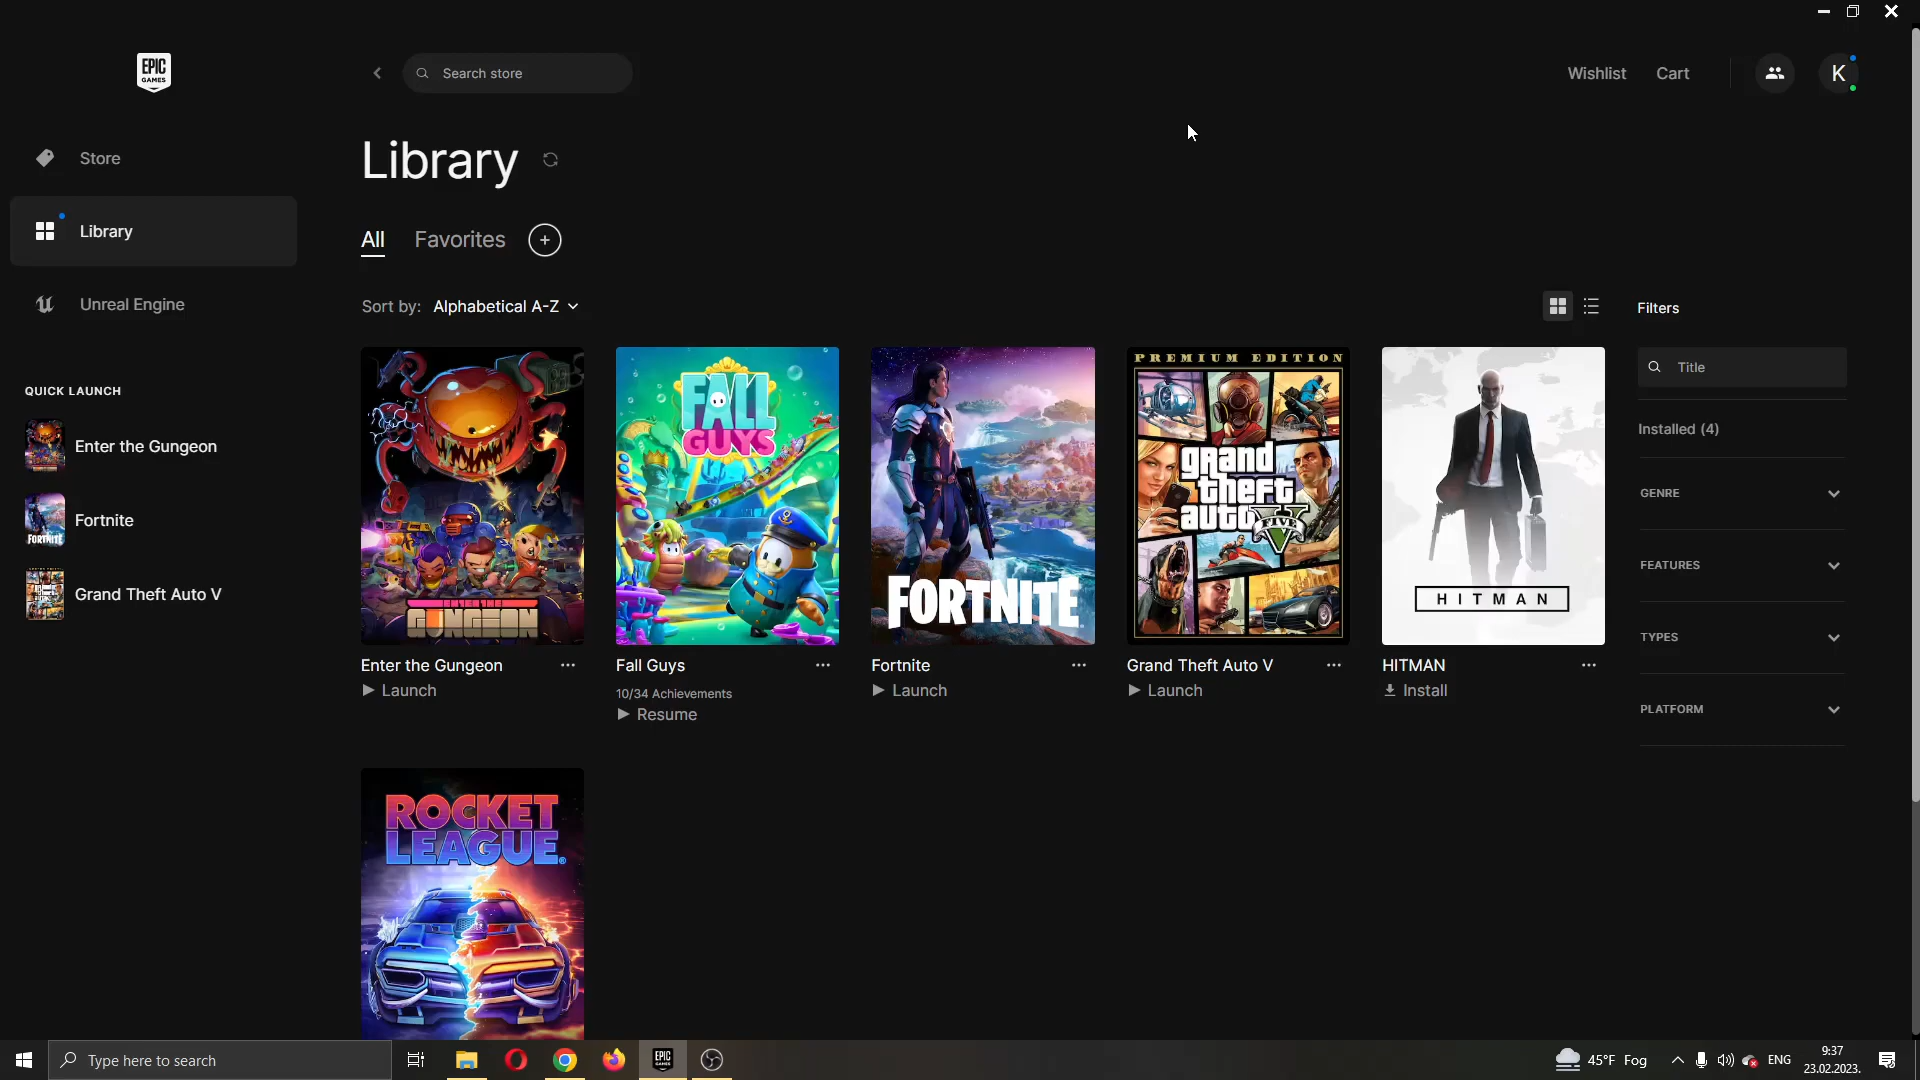 EPIC
GAMES
Search store
Wishlist
Cart
K
Store
Library
Unreal Engine
QUICK LAUNCH
Enter the Gungeon
Fortnite
Grand Theft Auto V
Library
All
Favorites
Sort by: Alphabetical A-Z
Filters
Title
Installed (4)
GENRE
FEATURES
TYPES
PLATFORM
GUNGEON
FALL
GUYS
FORTNITE
PREMIUM EDITION
grand
theft
auto
FIVE
HITMAN
Enter the Gungeon
Launch
Fall Guys
10/34 Achievements
Resume
Fortnite
Launch
Grand Theft Auto V
Launch
HITMAN
Install
ROCKET
LEAGUE
Type here to search
EPIC
GAMES
45°F Fog
ENG
9:37
23.02.2023.